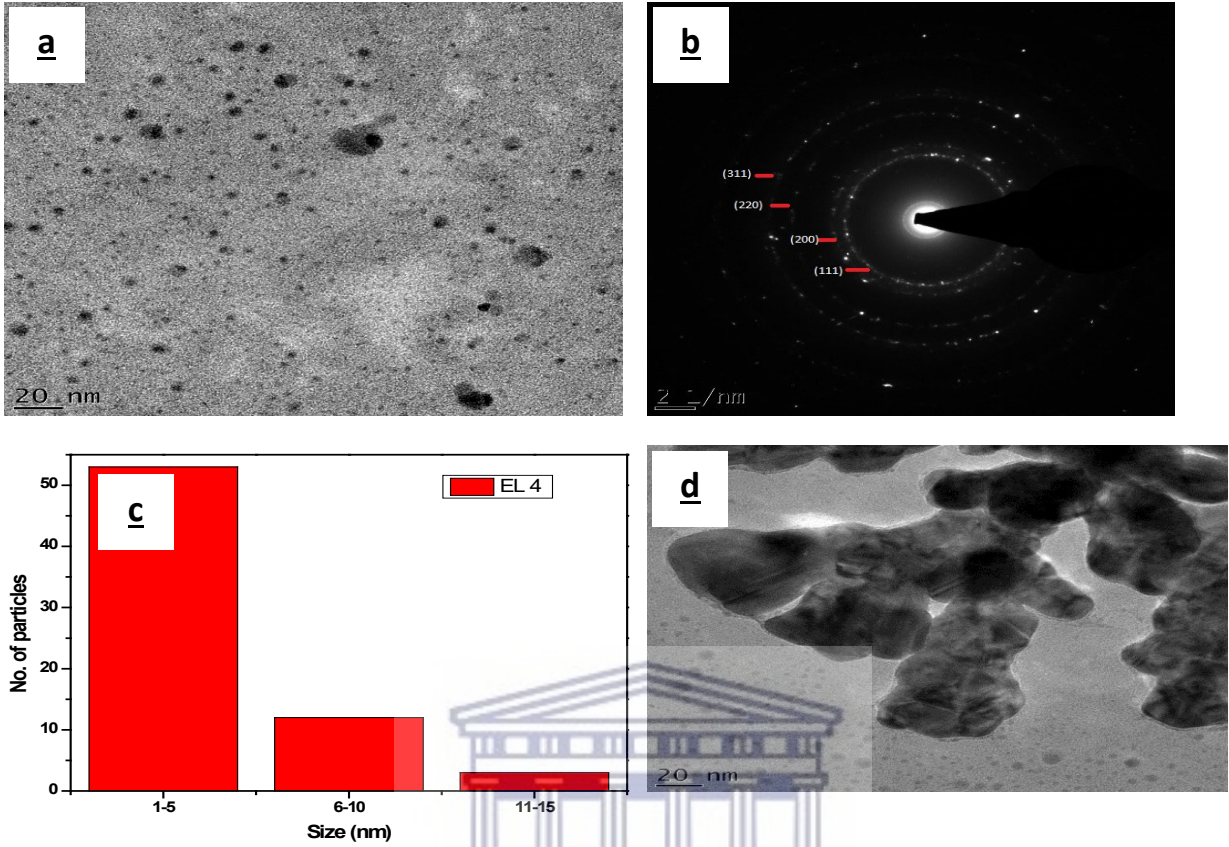 a
20 nm
b
(311)
(220)
(200)
(111)
2 1/nm
c
EL 4
No. of particles
50
40
30
20
10
0
1-5
6-10
11-15
Size (nm)
d
20 nm